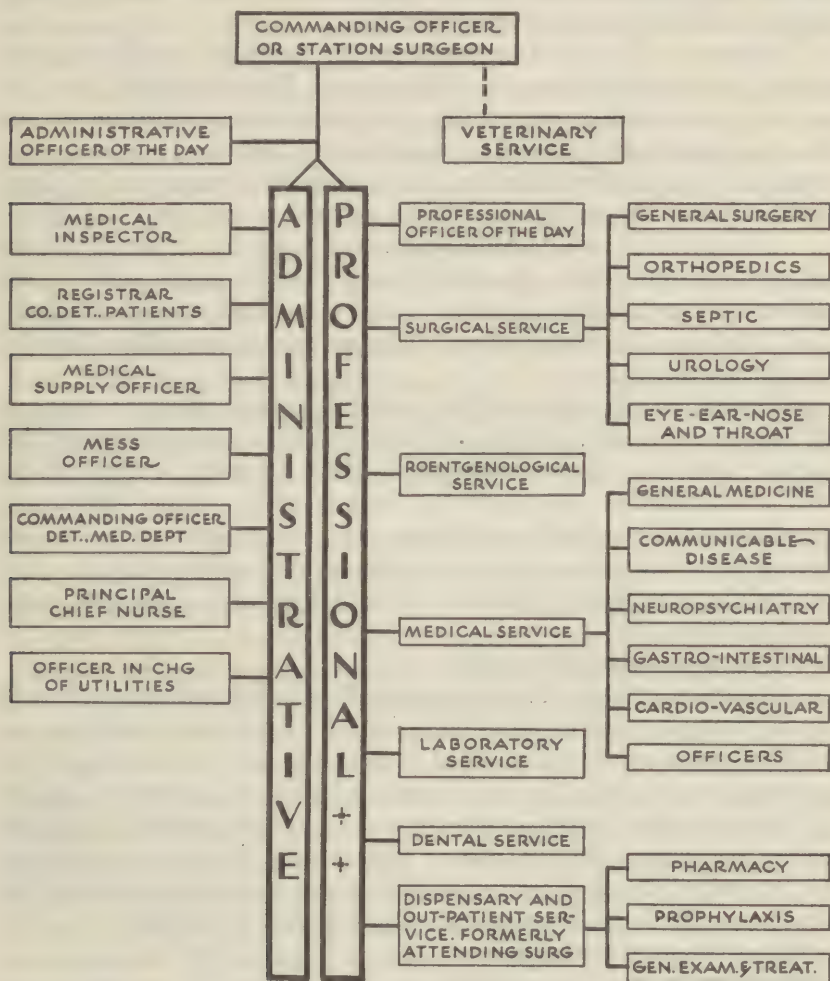 COMMANDING OFFICER
OR STATION SURGEON
ADMINISTRATIVE
OFFICER OF THE DAY
VETERINARY
SERVICE
ADMINISTRATIVE
MEDICAL
INSPECTOR
REGISTRAR
CO. DET.. PATIENTS
MEDICAL
SUPPLY OFFICER
MESS
OFFICER
COMMANDING OFFICER
DET., MED. DEPT
PRINCIPAL
CHIEF NURSE
OFFICER IN CHG
OF UTILITIES
PROFESSIONAL++
PROFESSIONAL
OFFICER OF THE DAY
SURGICAL SERVICE
GENERAL SURGERY
ORTHOPEDICS
SEPTIC
UROLOGY
EYE-EAR-NOSE
AND THROAT
ROENTGENOLOGICAL
SERVICE
MEDICAL SERVICE
GENERAL MEDICINE
COMMUNICABLE
DISEASE
NEUROPSYCHIATRY
GASTRO-INTESTINAL
CARDIO-VASCULAR
OFFICERS
LABORATORY
SERVICE
DENTAL SERVICE
DISPENSARY AND
OUT-PATIENT SER-
VICE. FORMERLY
ATTENDING SURG
PHARMACY
PROPHYLAXIS
GEN. EXAM. & TREAT.